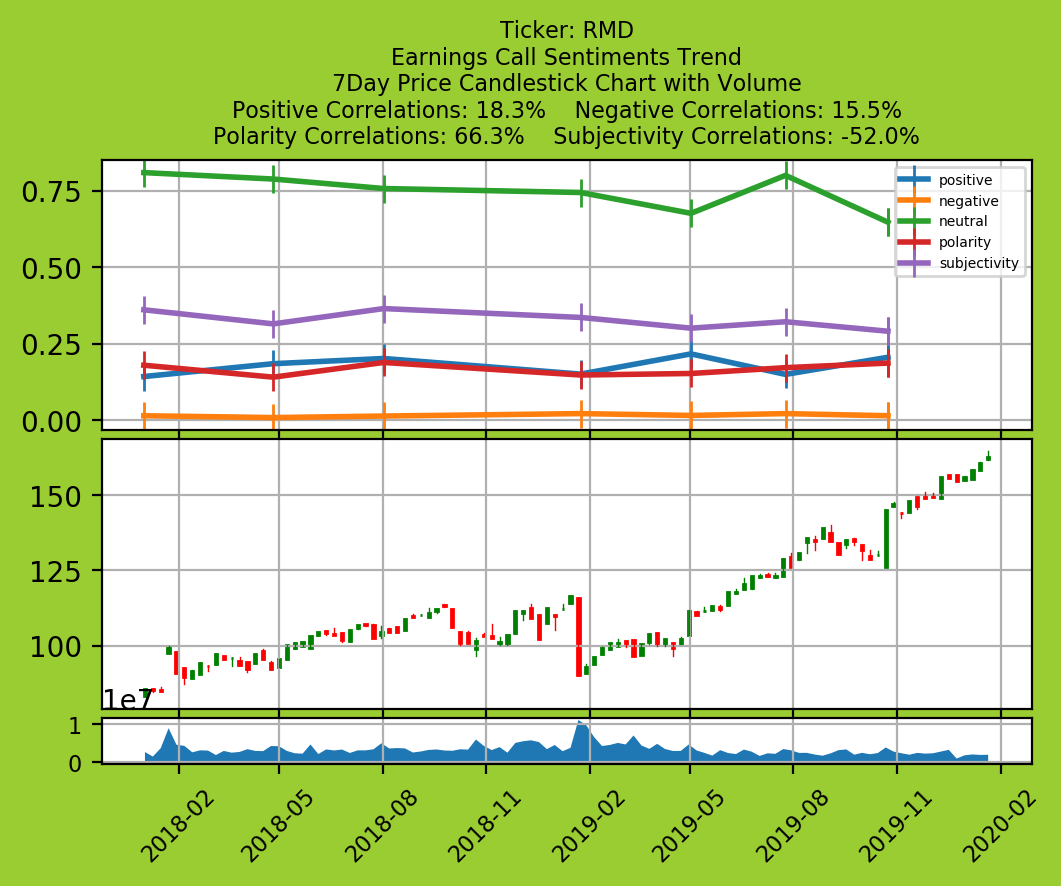 Ticker: RMD
Earnings Call Sentiments Trend
7Day Price Candlestick Chart with Volume
Positive Correlations: 18.3%    Negative Correlations: 15.5%
Polarity Correlations: 66.3%    Subjectivity Correlations: -52.0%
0.75
0.50
0.25
0.00
positive
negative
neutral
polarity
subjectivity
150
125
100
1e7
1
0
2018-02
2018-05
2018-08
2018-11
2019-02
2019-05
2019-08
2019-11
2020-02